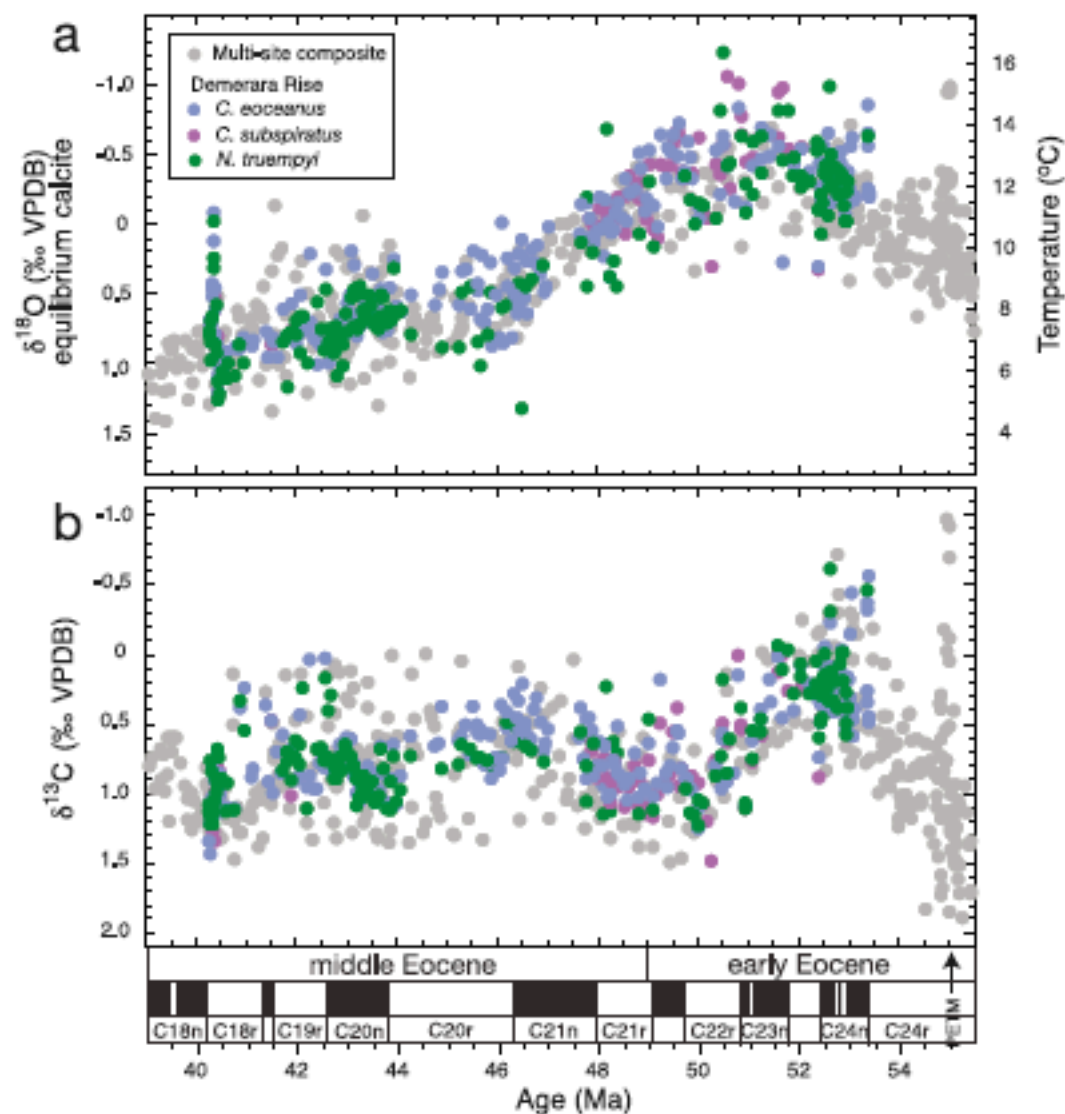 a
Multi-site composite
Demerara Rise
C. eoceanus
C. subspiratus
N. truempyi
-1.0
-0.5
0
0.5
1.0
1.5
δ¹⁸O (‰ VPDB)
equilibrium calcite
16
14
12
10
8
6
4
Temperature (ºC)
b
-1.0
-0.5
0
0.5
1.0
1.5
2.0
δ¹³C (‰ VPDB)
middle Eocene
early Eocene
PETM
C18n C18r C19r C20n C20r C21n C21r C22r C23n C24n C24r
40 42 44 46 48 50 52 54
Age (Ma)